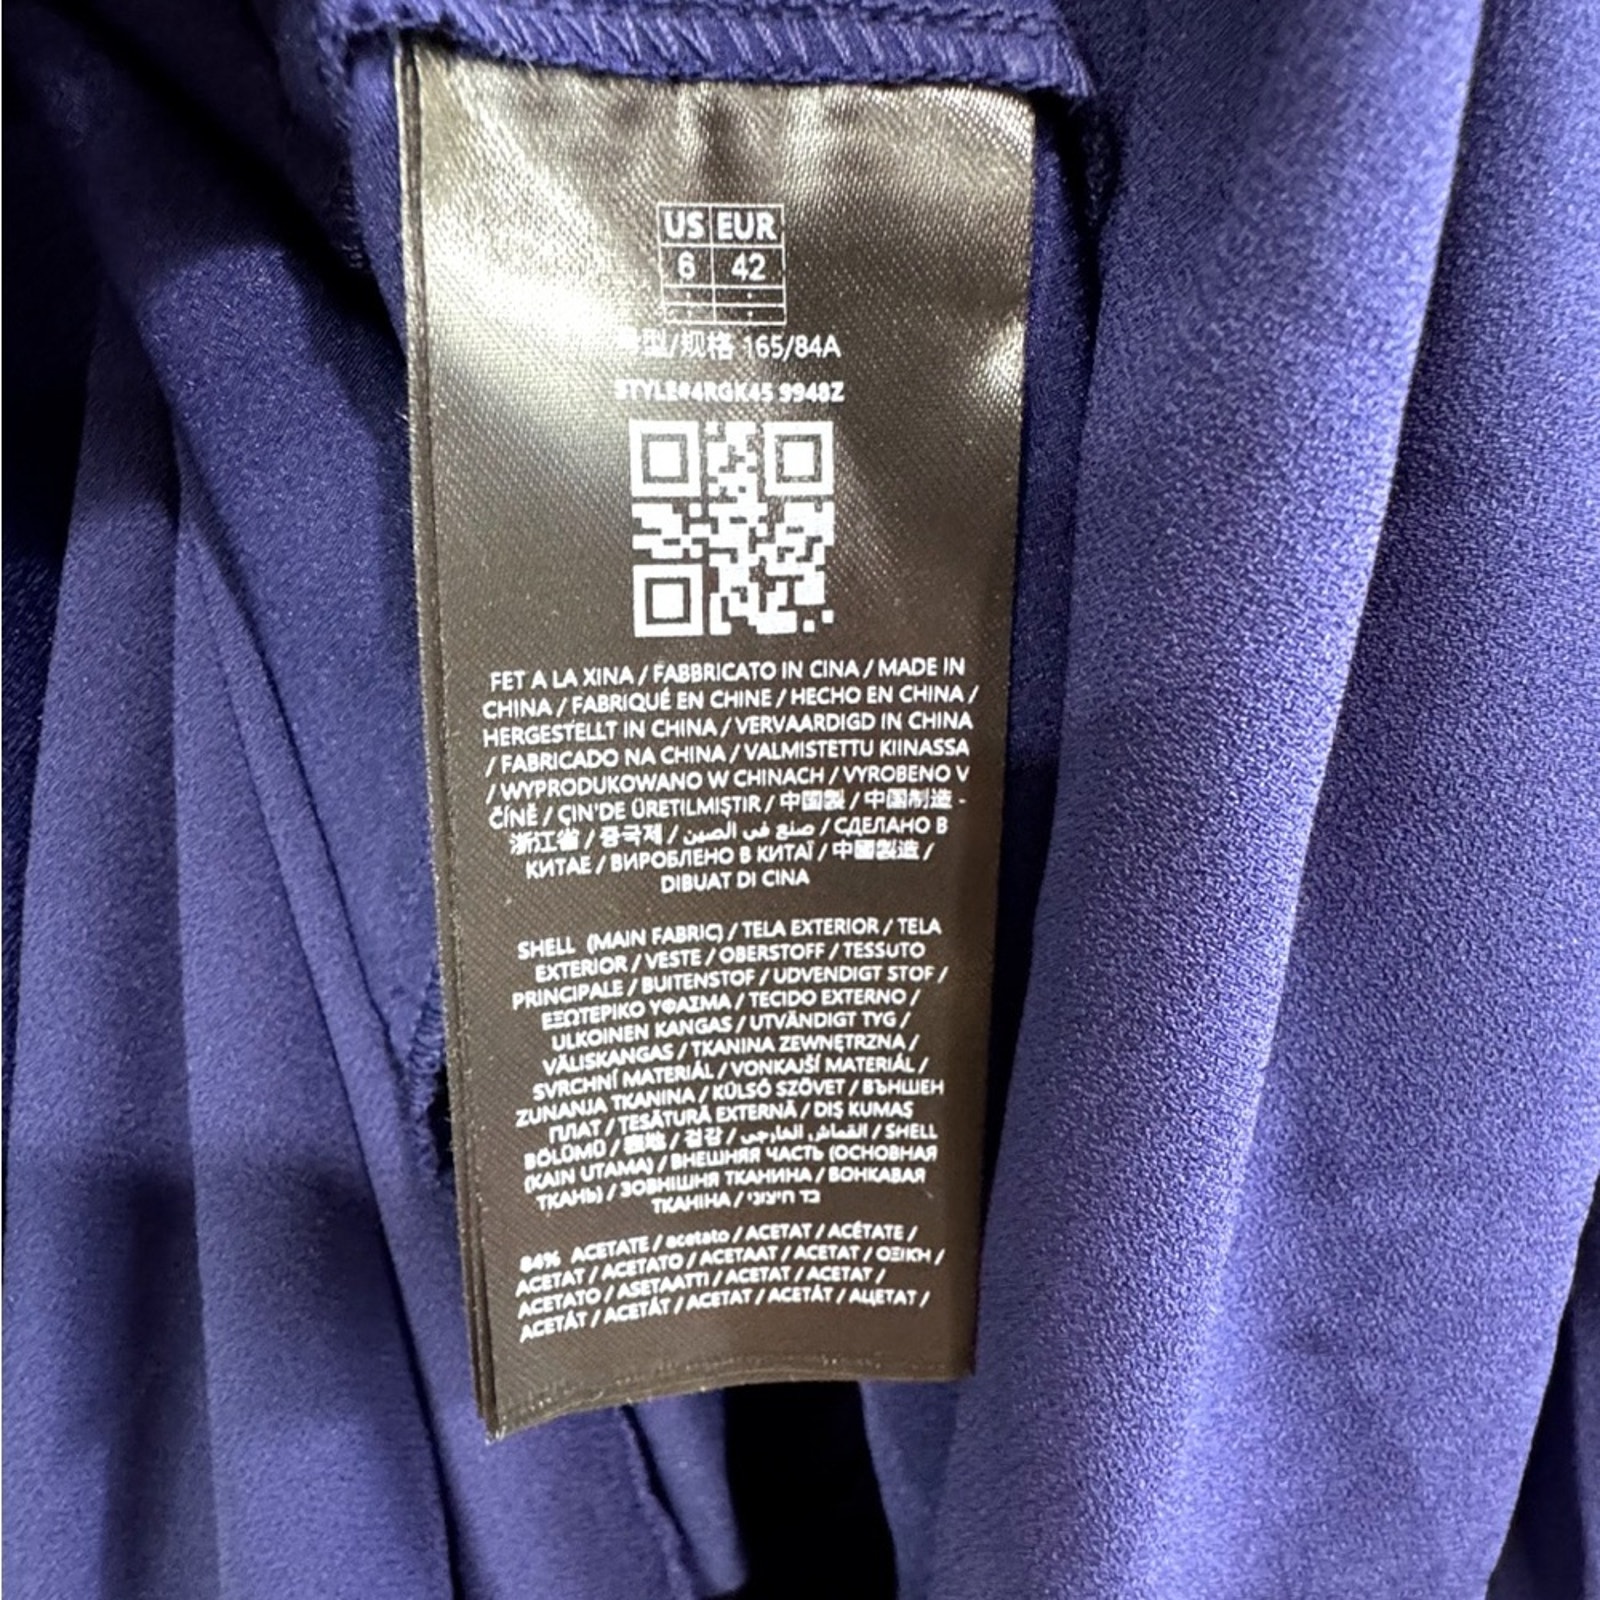 US EUR
6 42
- -
- -
号型/规格 165/84A
STYLE#4RGK45 9948Z
FET A LA XINA / FABBRICATO IN CINA / MADE IN
CHINA / FABRIQUÉ EN CHINE / HECHO EN CHINA /
HERGESTELLT IN CHINA / VERVAARDIGD IN CHINA
/ FABRICADO NA CHINA / VALMISTETTU KIINASSA
/ WYPRODUKOWANO W CHINACH / VYROBENO V
ČÍNĚ / ÇIN'DE ÜRETILMIŞTIR / 中國製 / 中国制造 -
浙江省 / 중국제 / صنع في الصين / СДЕЛАНО В
КИТАЕ / ВИРОБЛЕНО В КИТАЇ / 中國製造 /
DIBUAT DI CINA
SHELL (MAIN FABRIC) / TELA EXTERIOR / TELA
EXTERIOR / VESTE / OBERSTOFF / TESSUTO
PRINCIPALE / BUITENSTOF / UDVENDIGT STOF /
ΕΞΩΤΕΡΙΚΟ ΥΦΑΣΜΑ / TECIDO EXTERNO /
ULKOINEN KANGAS / UTVÄNDIGT TYG /
VÄLISKANGAS / TKANINA ZEWNĘTRZNA /
SVRCHNÍ MATERIÁL / VONKAJŠÍ MATERIÁL /
ZUNANJA TKANINA / KÜLSŐ SZÖVET / ВЪНШЕН
ПЛАТ / ŢESĂTURĂ EXTERNĂ / DIŞ KUMAŞ
BÖLÜMÜ / 表地 / 겉감 / القماش الخارجي / SHELL
(KAIN UTAMA) / ВНЕШНЯЯ ЧАСТЬ (ОСНОВНАЯ
ТКАНЬ) / ЗОВНІШНЯ ТКАНИНА / ВОНКАВАЯ
ТКАНІНА / בד חיצוני
84% ACETATE / acetato / ACETAT / ACÉTATE /
ACETAT / ACETATO / ACETAAT / ACETAT / ΟΞΙΚΗ /
ACETATO / ASETAATTI / ACETAT / ACETAT /
ACETÁT / ACETÁT / ACETAT / ACETÁT / АЦЕТАТ /